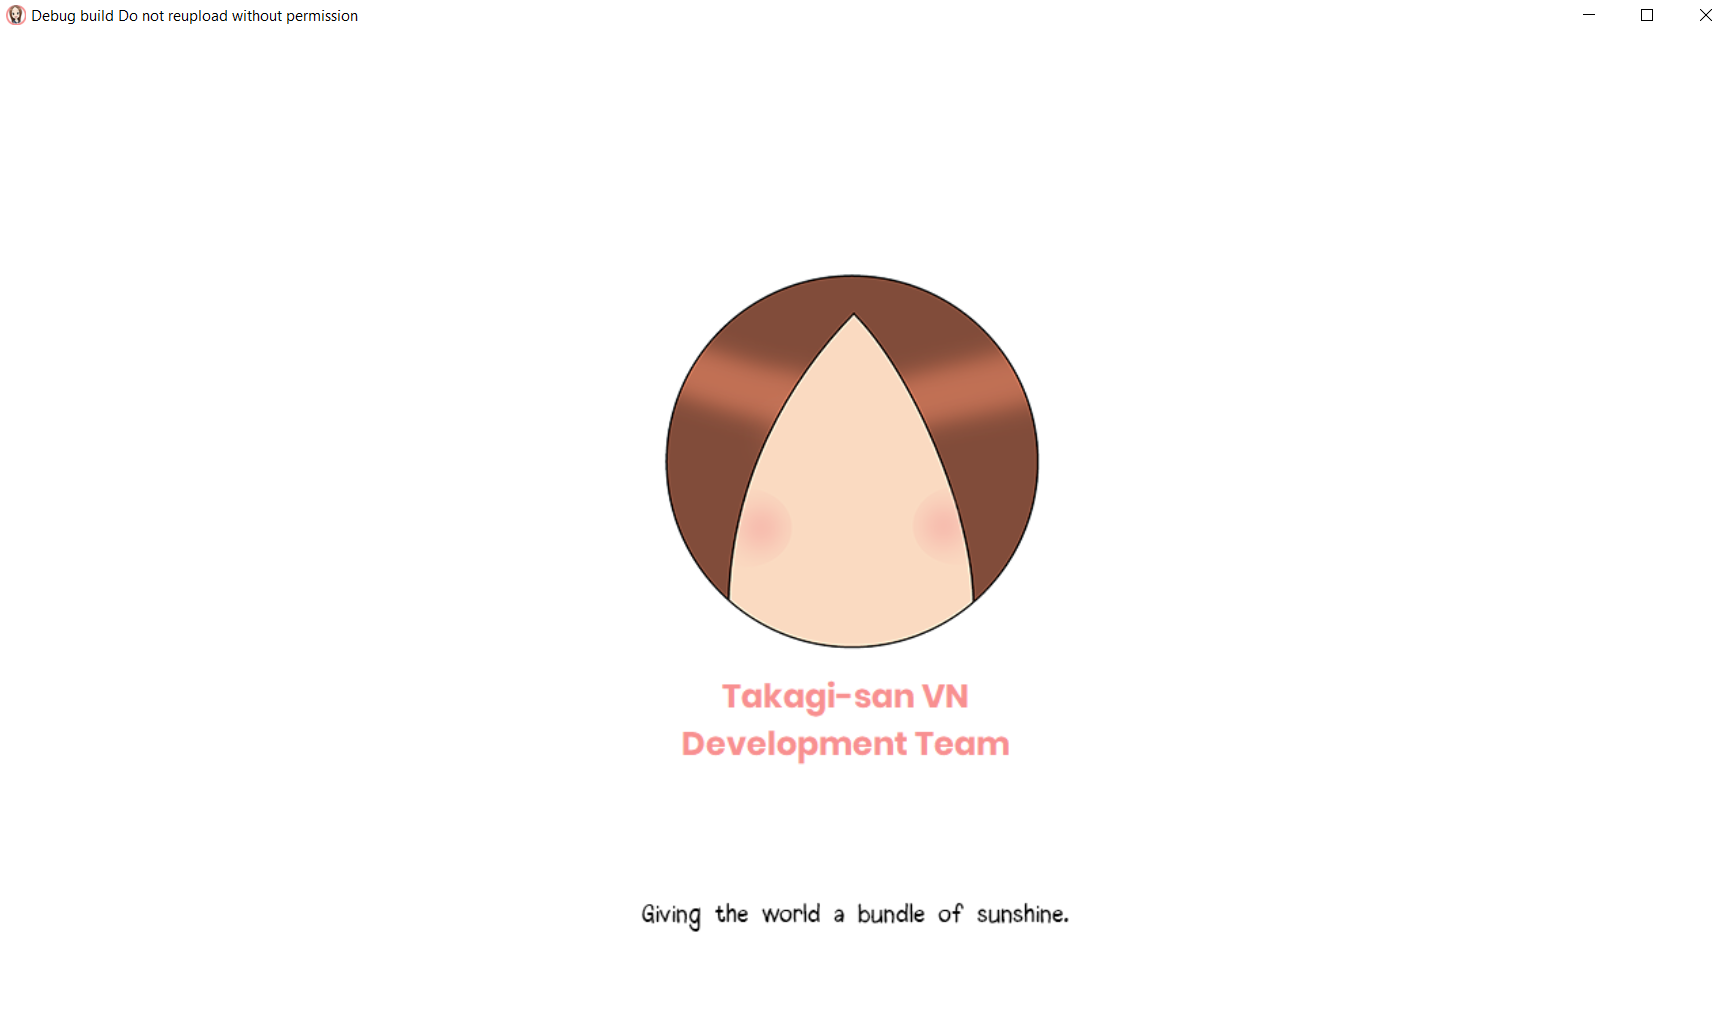 Debug build Do not reupload without permission
Takagi-san VN
Development Team
Giving the world a bundle of sunshine.